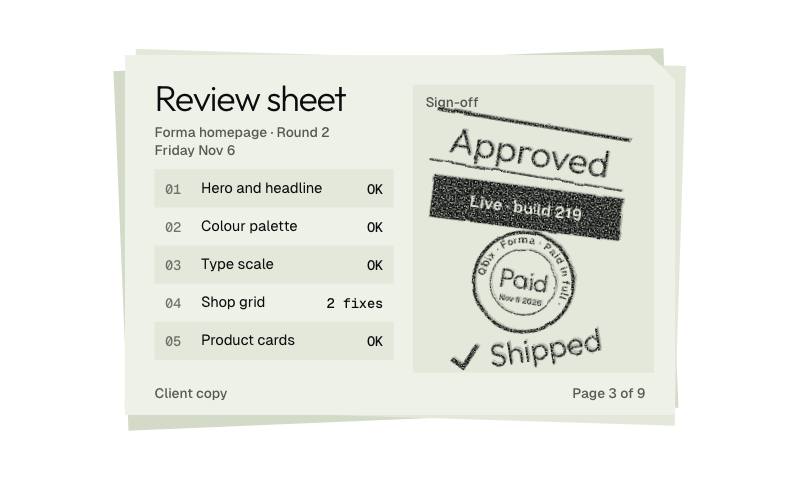 Review sheet
Forma homepage · Round 2
Friday Nov 6
01 Hero and headline OK
02 Colour palette OK
03 Type scale OK
04 Shop grid 2 fixes
05 Product cards OK
Client copy
Sign-off
Approved
Live · build 219
Qbix · Forma · Paid in full ·
Paid
Nov 6 2026
Shipped
Page 3 of 9